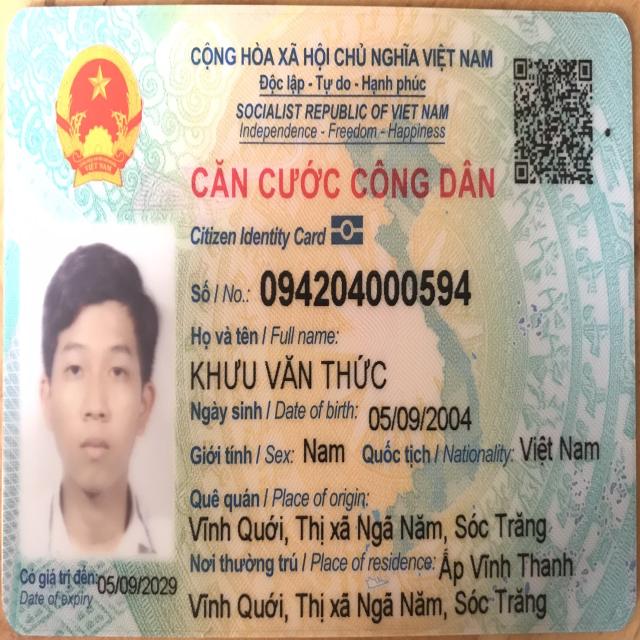 CỘNG HÒA XÃ HỘI CHỦ NGHĨA VIỆT NAM
Độc lập - Tự do - Hạnh phúc
SOCIALIST REPUBLIC OF VIET NAM
Independence - Freedom - Happiness
CĂN CƯỚC CÔNG DÂN
Citizen Identity Card
Số / No.: 094204000594
Họ và tên / Full name:
KHƯU VĂN THỨC
Ngày sinh / Date of birth: 05/09/2004
Giới tính / Sex: Nam Quốc tịch / Nationality: Việt Nam
Quê quán / Place of origin:
Vĩnh Quới, Thị xã Ngã Năm, Sóc Trăng
Nơi thường trú / Place of residence: Ấp Vĩnh Thanh
Vĩnh Quới, Thị xã Ngã Năm, Sóc Trăng
Có giá trị đến: 05/09/2029
Date of expiry
VIỆT NAM